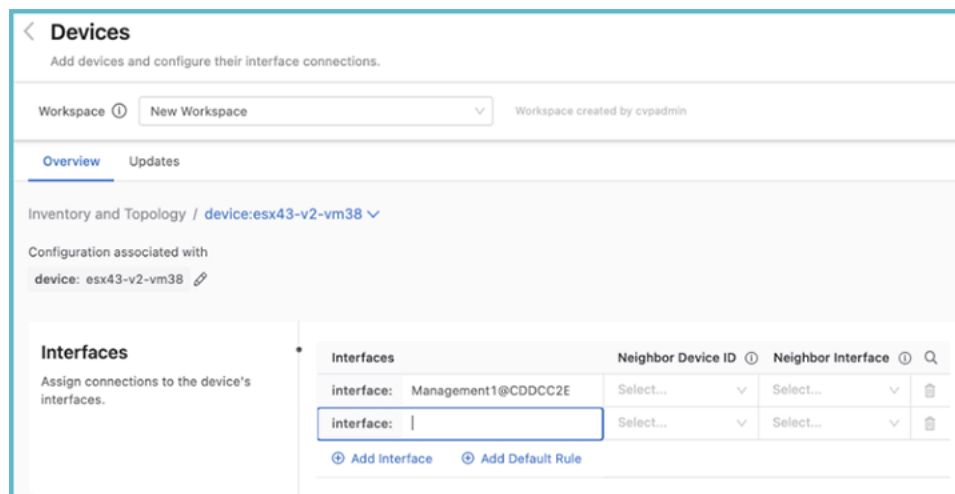 Devices
Add devices and configure their interface connections.
Workspace New Workspace Workspace created by cvpadmin
Overview Updates
Inventory and Topology / device:esx43-v2-vm38
Configuration associated with
device: esx43-v2-vm38
Interfaces
Assign connections to the device's
interfaces.
Interfaces Neighbor Device ID Neighbor Interface
interface: Management1@CDDCC2E Select... Select...
interface: Select... Select...
Add Interface Add Default Rule